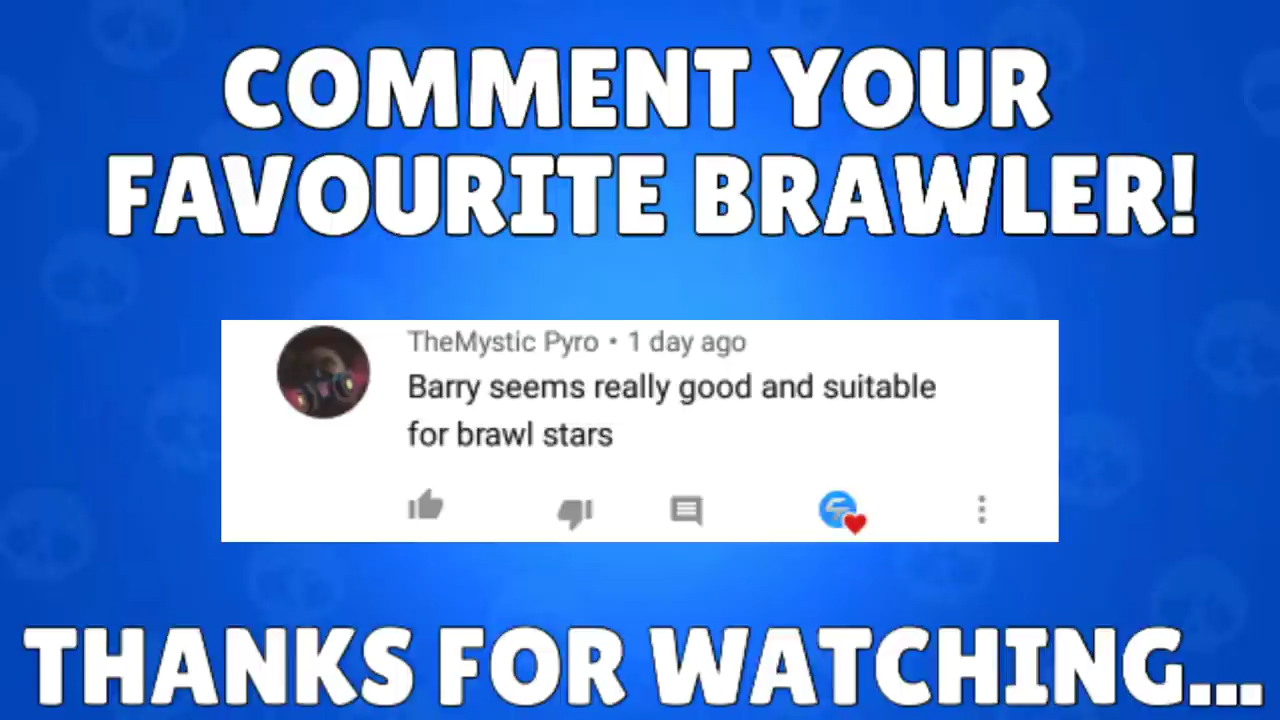 COMMENT YOUR
FAVOURITE BRAWLER!
TheMystic Pyro • 1 day ago
Barry seems really good and suitable
for brawl stars
THANKS FOR WATCHING...